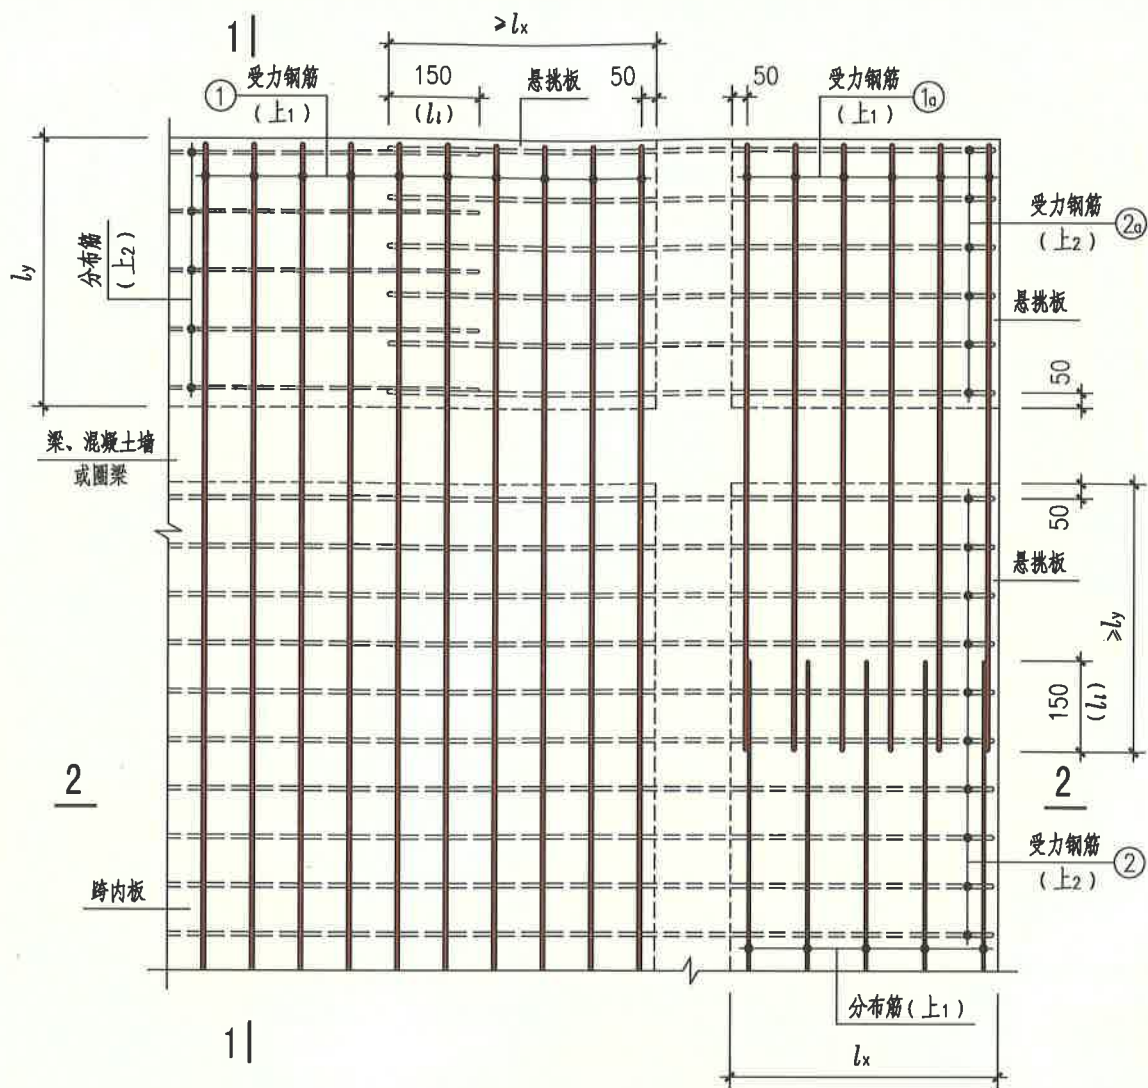 ≥lx
1
150
(l1)
悬挑板
50
50
①
受力钢筋
(上1)
受力钢筋
(上1)
1a
ly
分布筋
(上2)
受力钢筋
(上2)
2a
悬挑板
50
梁、混凝土墙
或圈梁
50
悬挑板
≥ly
150
(l1)
2
2
受力钢筋
(上2)
②
跨内板
分布筋(上1)
1
lx